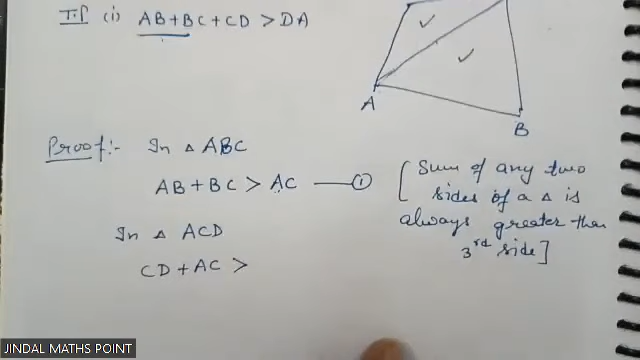 T.P (i) AB+BC+CD > DA
A
B
Proof:- In △ ABC
AB+BC > AC —— ①
[Sum of any two
sides of a △ is
always greater then
3rd side]
In △ ACD
CD + AC >
JINDAL MATHS POINT